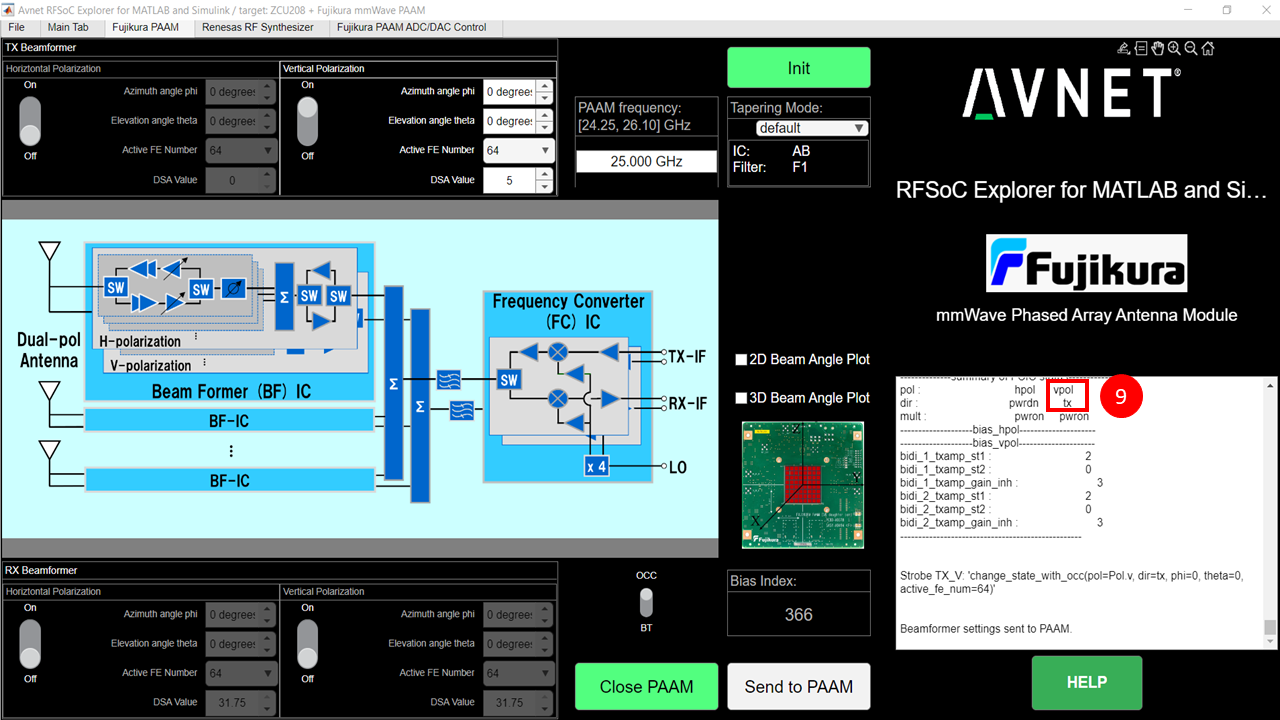 Avnet RFSoC Explorer for MATLAB and Simulink / target: ZCU208 + Fujikura mmWave PAAM
File Main Tab Fujikura PAAM Renesas RF Synthesizer Fujikura PAAM ADC/DAC Control
TX Beamformer
Horiztontal Polarization
On
Off
Azimuth angle phi 0 degrees
Elevation angle theta 0 degrees
Active FE Number 64
DSA Value 0
Vertical Polarization
On
Off
Azimuth angle phi 0 degrees
Elevation angle theta 0 degrees
Active FE Number 64
DSA Value 5
PAAM frequency:
[24.25, 26.10] GHz
25.000 GHz
Init
Tapering Mode:
default
IC: AB
Filter: F1
AVNET®
RFSoC Explorer for MATLAB and Si...
Fujikura
mmWave Phased Array Antenna Module
Dual-pol
Antenna
SW
SW
Σ
SW
SW
H-polarization
V-polarization
Beam Former (BF) IC
BF-IC
BF-IC
Σ
Σ
Frequency Converter
(FC) IC
SW
x 4
TX-IF
RX-IF
LO
2D Beam Angle Plot
3D Beam Angle Plot
Z
Y
X
Fujikura
pol : hpol vpol
dir : pwrdn tx
mult : pwron pwron
9
--------------------bias_hpol---------------------
--------------------bias_vpol---------------------
bidi_1_txamp_st1 : 2
bidi_1_txamp_st2 : 0
bidi_1_txamp_gain_inh : 3
bidi_2_txamp_st1 : 2
bidi_2_txamp_st2 : 0
bidi_2_txamp_gain_inh : 3
--------------------------------------------------
Strobe TX_V: 'change_state_with_occ(pol=Pol.v, dir=tx, phi=0, theta=0,
active_fe_num=64)'
Beamformer settings sent to PAAM.
RX Beamformer
Horiztontal Polarization
On
Off
Azimuth angle phi 0 degrees
Elevation angle theta 0 degrees
Active FE Number 64
DSA Value 31.75
Vertical Polarization
On
Off
Azimuth angle phi 0 degrees
Elevation angle theta 0 degrees
Active FE Number 64
DSA Value 31.75
OCC
BT
Bias Index:
366
Close PAAM
Send to PAAM
HELP